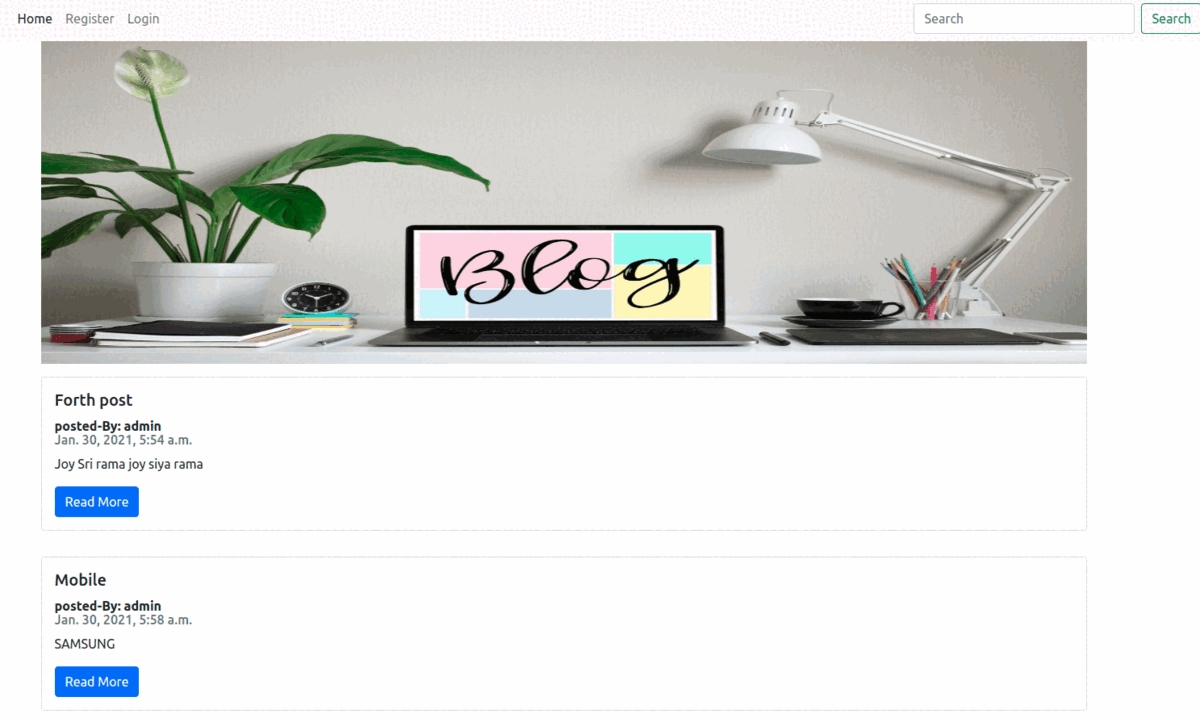 Home Register Login Search Search
Blog
Forth post
posted-By: admin
Jan. 30, 2021, 5:54 a.m.
Joy Sri rama joy siya rama
Read More
Mobile
posted-By: admin
Jan. 30, 2021, 5:58 a.m.
SAMSUNG
Read More